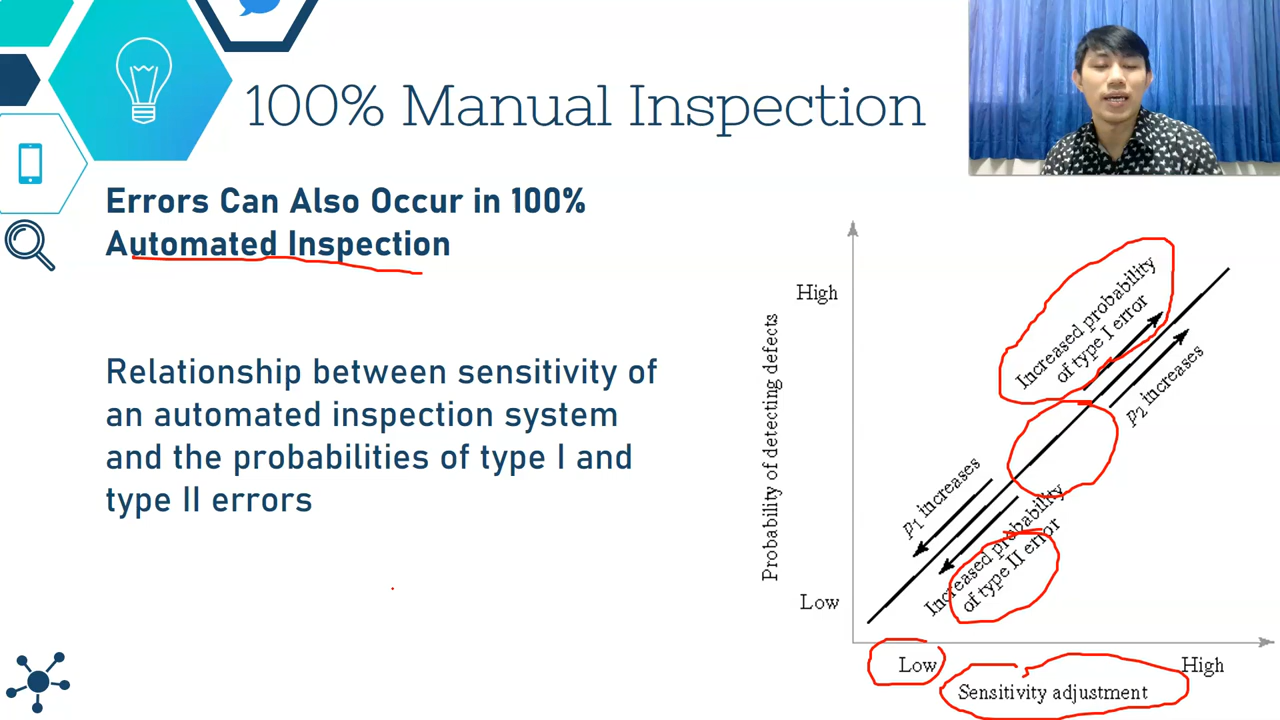 100% Manual Inspection
Errors Can Also Occur in 100%
Automated Inspection
Relationship between sensitivity of
an automated inspection system
and the probabilities of type I and
type II errors
High
Probability of detecting defects
Low
Increased probability
of type I error
p2 increases
p1 increases
Increased probability
of type II error
Low
High
Sensitivity adjustment